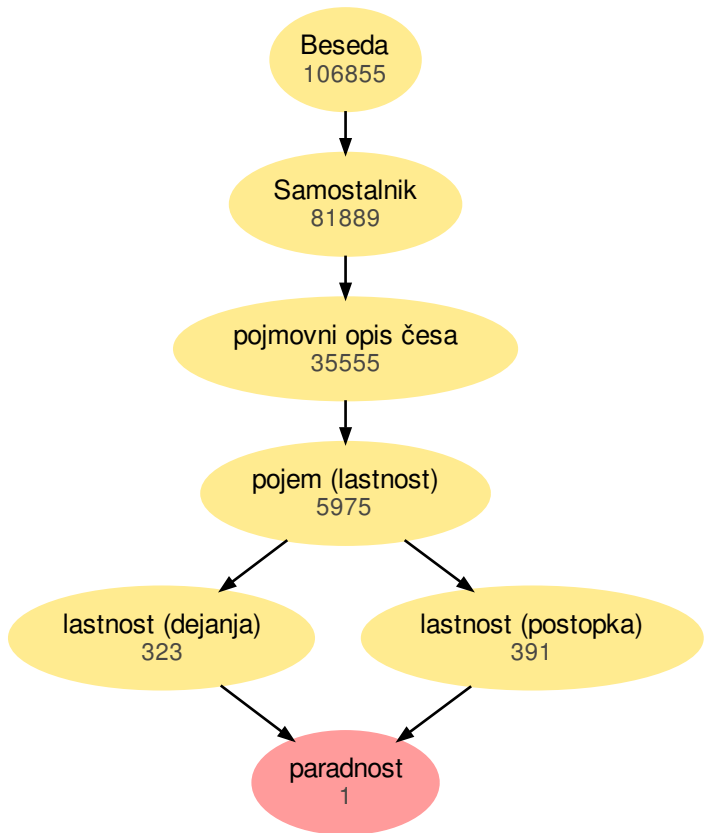 Beseda
106855
Samostalnik
81889
pojmovni opis česa
35555
pojem (lastnost)
5975
lastnost (dejanja)
323
lastnost (postopka)
391
paradnost
1